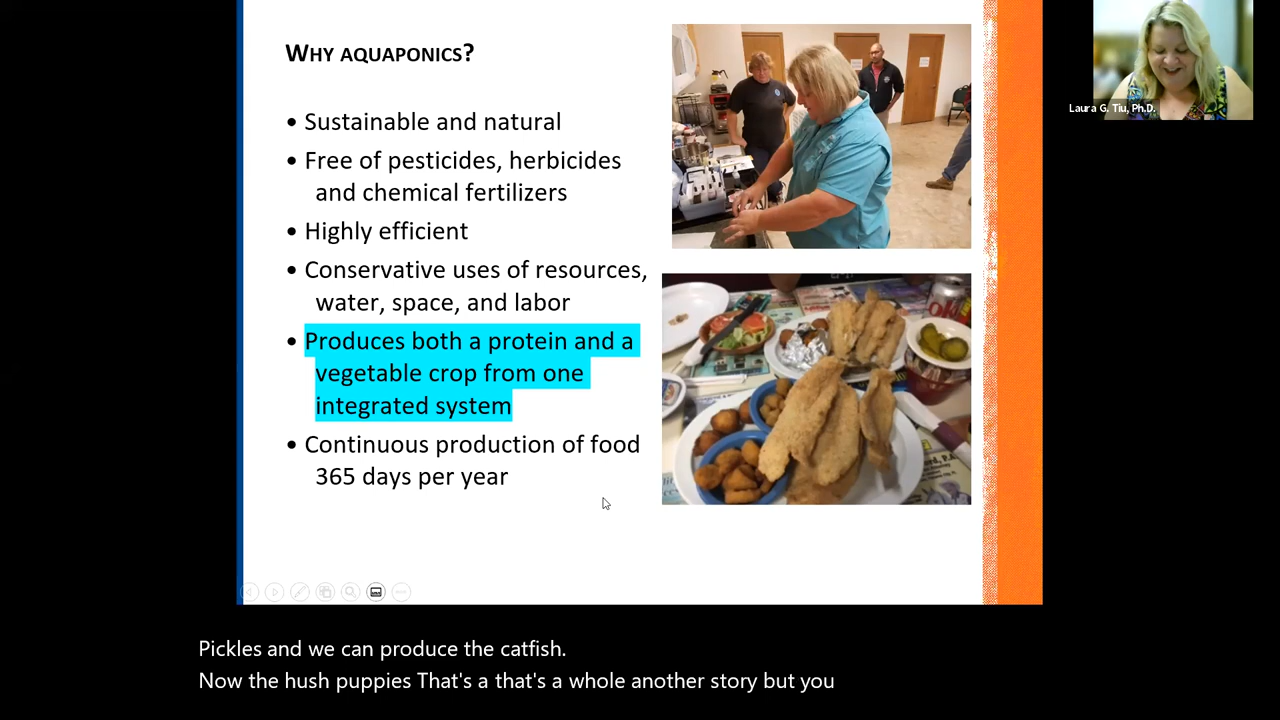 WHY AQUAPONICS?
• Sustainable and natural
• Free of pesticides, herbicides
and chemical fertilizers
• Highly efficient
• Conservative uses of resources,
water, space, and labor
• Produces both a protein and a
vegetable crop from one
integrated system
• Continuous production of food
365 days per year
Laura G. Tiu, Ph.D.
Pickles and we can produce the catfish.
Now the hush puppies That's a that's a whole another story but you